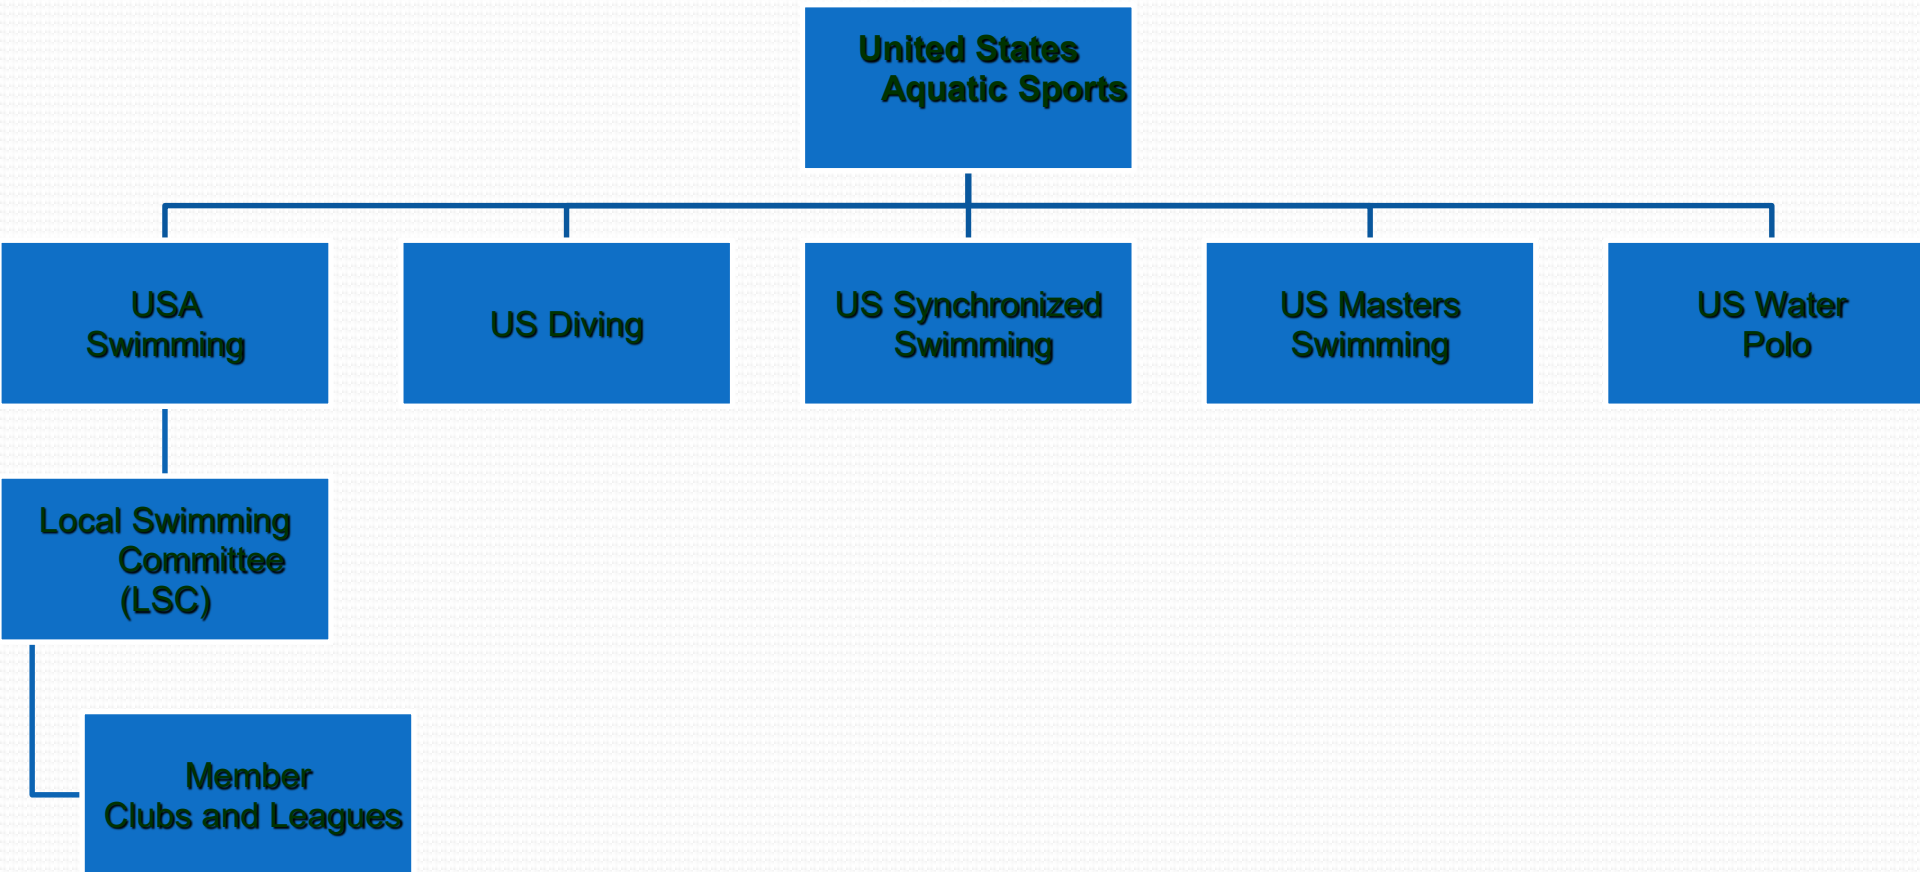 United States
Aquatic Sports
USA
Swimming
US Diving
US Synchronized
Swimming
US Masters
Swimming
US Water
Polo
Local Swimming
Committee
(LSC)
Member
Clubs and Leagues